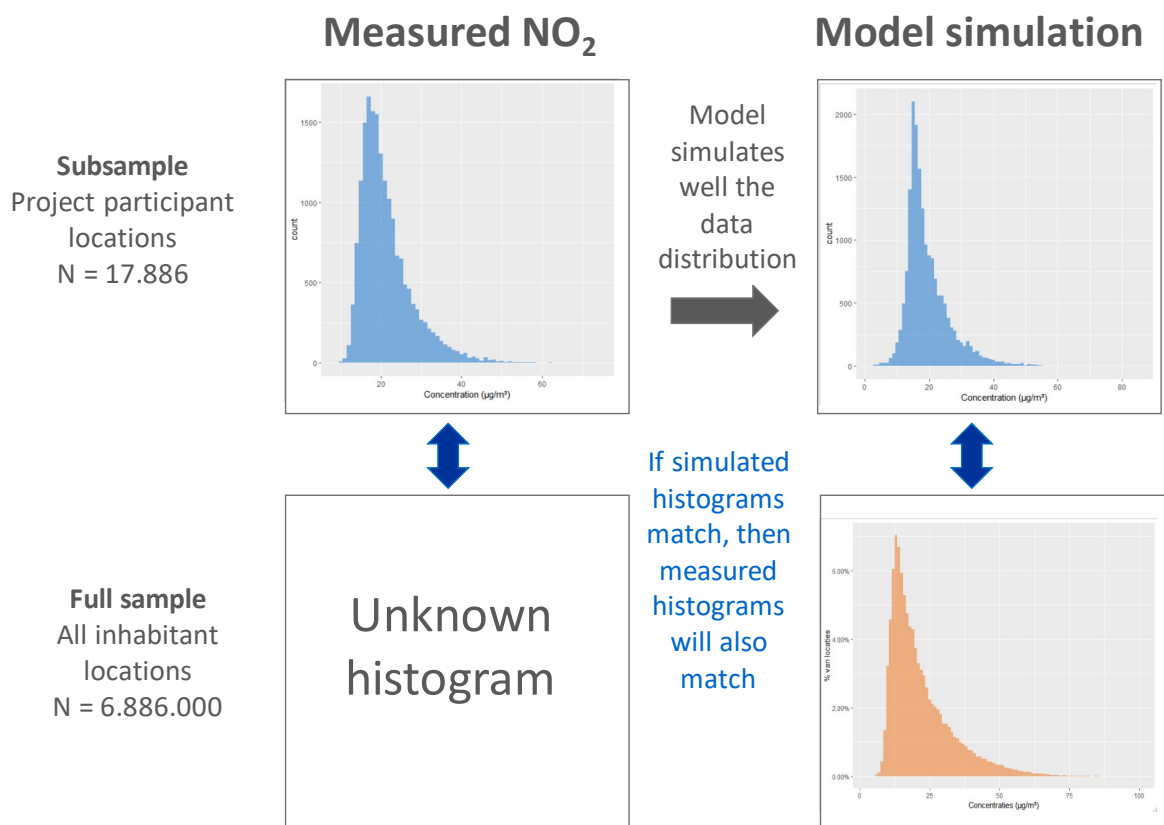 Measured NO₂
Model simulation
Subsample
Project participant
locations
N = 17.886
1500
1000
500
0
count
20
40
60
Concentration (µg/m³)
Model
simulates
well the
data
distribution
2000
1500
1000
500
0
count
0
20
40
60
80
Concentration (µg/m³)
Full sample
All inhabitant
locations
N = 6.886.000
Unknown
histogram
If simulated
histograms
match, then
measured
histograms
will also
match
6.00%
4.00%
2.00%
0.00%
% van locaties
0
25
50
75
100
Concentraties (µg/m³)